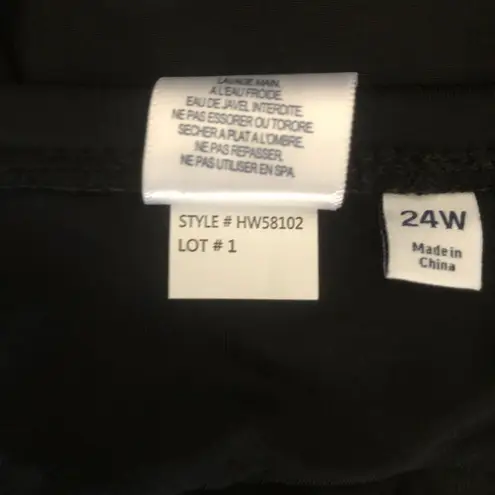 LAVAGE MAIN.
A L'EAU FROIDE.
EAU DE JAVEL INTERDITE.
NE PAS ESSORER OU TORDRE.
SECHER A PLAT A L'OMBRE.
NE PAS REPASSER.
NE PAS UTILISER EN SPA.
STYLE # HW58102
LOT # 1
24W
Made in
China